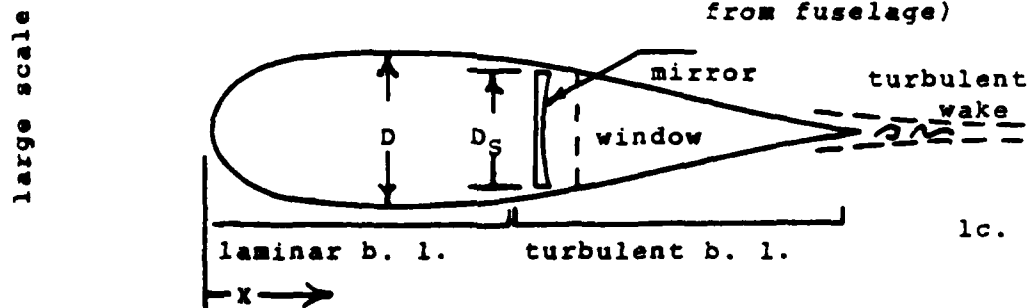 large scale
from fuselage)
mirror
turbulent
wake
D
D_S
window
1c.
laminar b. l.
turbulent b. l.
X